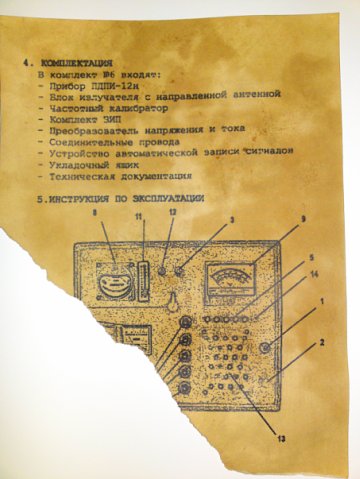 4. КОМПЛЕКТАЦИЯ
В комплект №6 входят:
- Прибор ПДПИ-12н
- Блок излучателя с направленной антенной
- Частотный калибратор
- Комплект ЗИП
- Преобразователь напряжения и тока
- Соединительные провода
- Устройство автоматической записи сигналов
- Укладочный ящик
- Техническая документация
5.ИНСТРУКЦИЯ ПО ЭКСПЛУАТАЦИИ
8 11 12 3 9
5
14
1
2
13